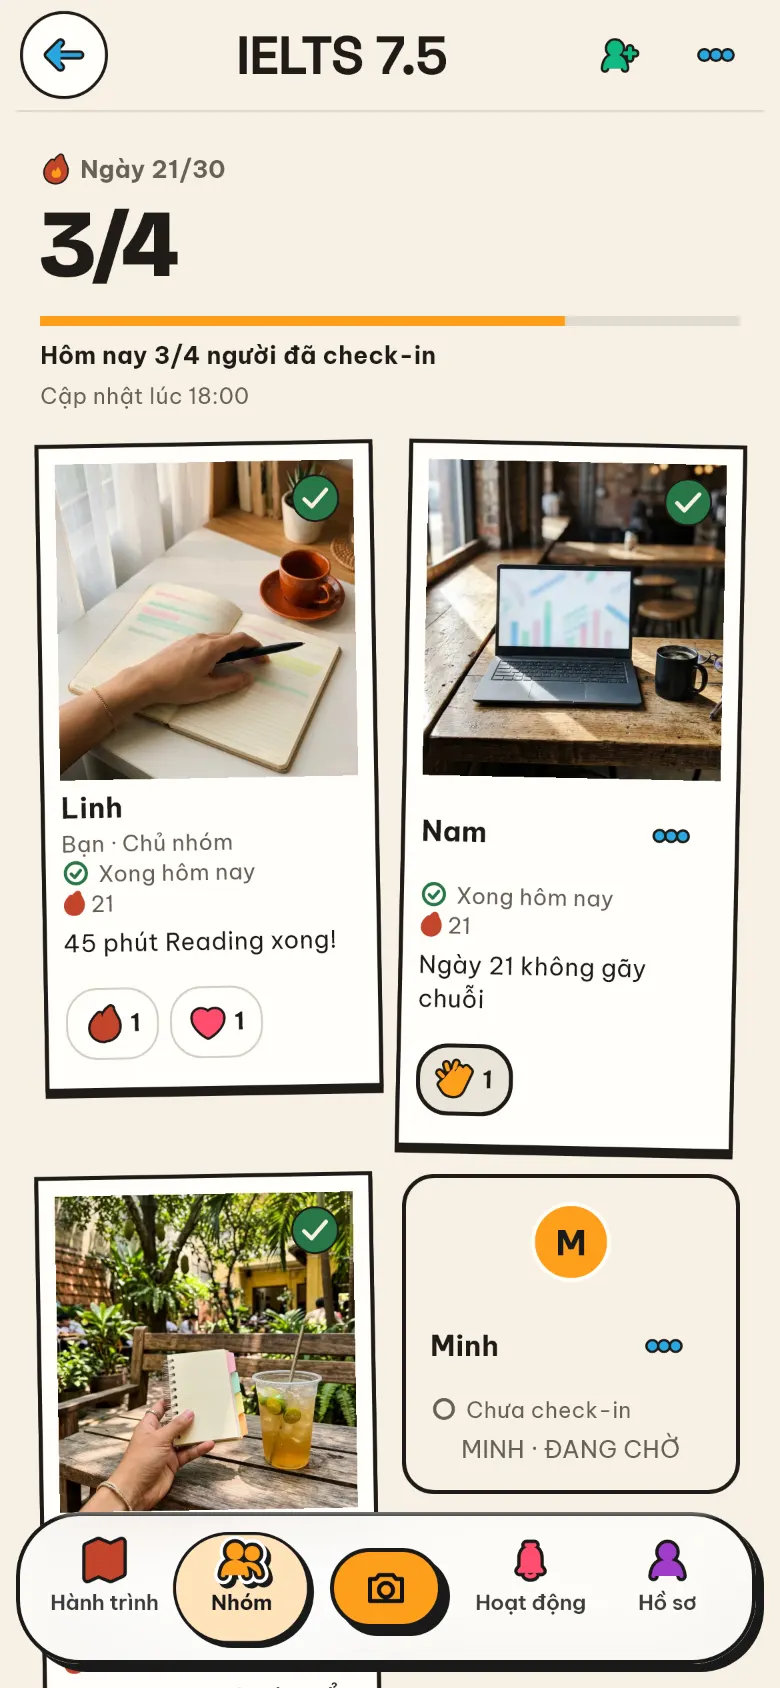 IELTS 7.5
Ngày 21/30
3/4
Hôm nay 3/4 người đã check-in
Cập nhật lúc 18:00
Linh
Bạn · Chủ nhóm
Xong hôm nay
21
45 phút Reading xong!
1
1
Nam
Xong hôm nay
21
Ngày 21 không gãy
chuỗi
1
M
Minh
Chưa check-in
MINH · ĐANG CHỜ
Hành trình
Nhóm
Hoạt động
Hồ sơ